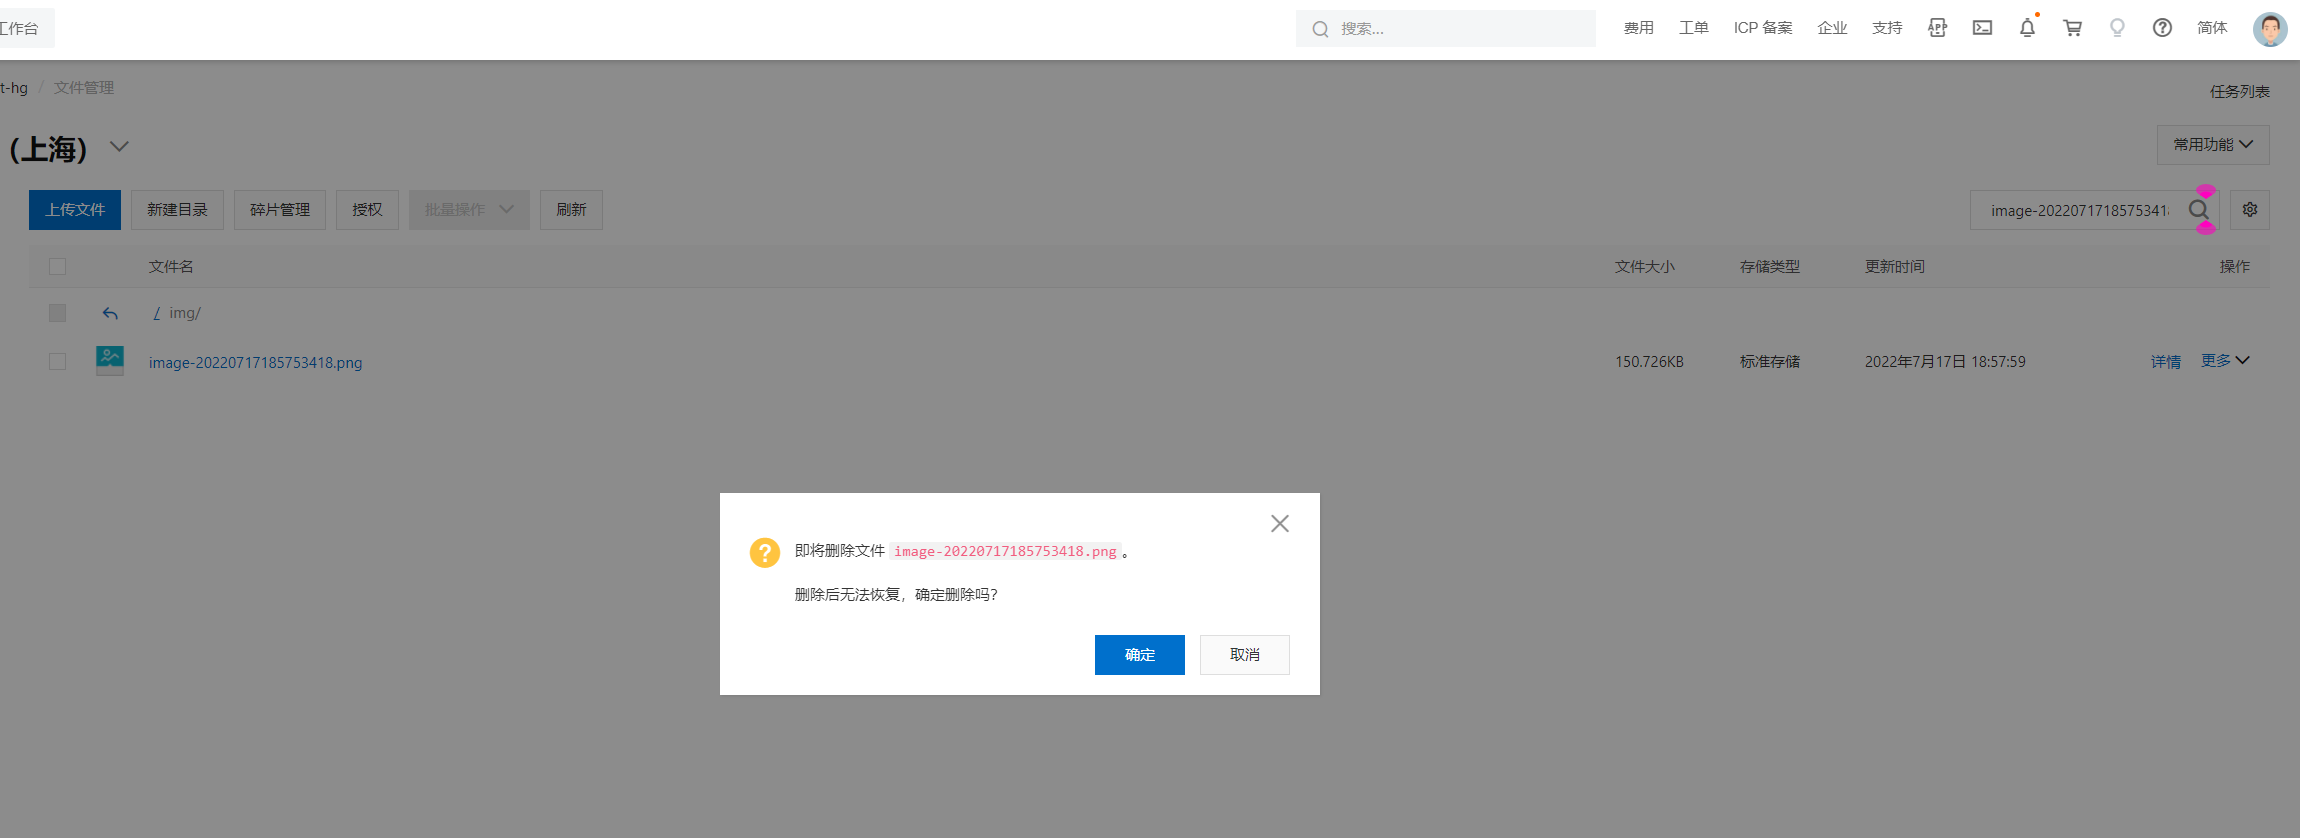 工作台
搜索...
费用 工单 ICP 备案 企业 支持 APP 简体
t-hg / 文件管理
任务列表
（上海）
常用功能
上传文件 新建目录 碎片管理 授权 批量操作 刷新
image-2022071718575341
文件名 文件大小 存储类型 更新时间 操作
/ img/
image-20220717185753418.png 150.726KB 标准存储 2022年7月17日 18:57:59 详情 更多
即将删除文件 image-20220717185753418.png 。
删除后无法恢复，确定删除吗？
确定 取消